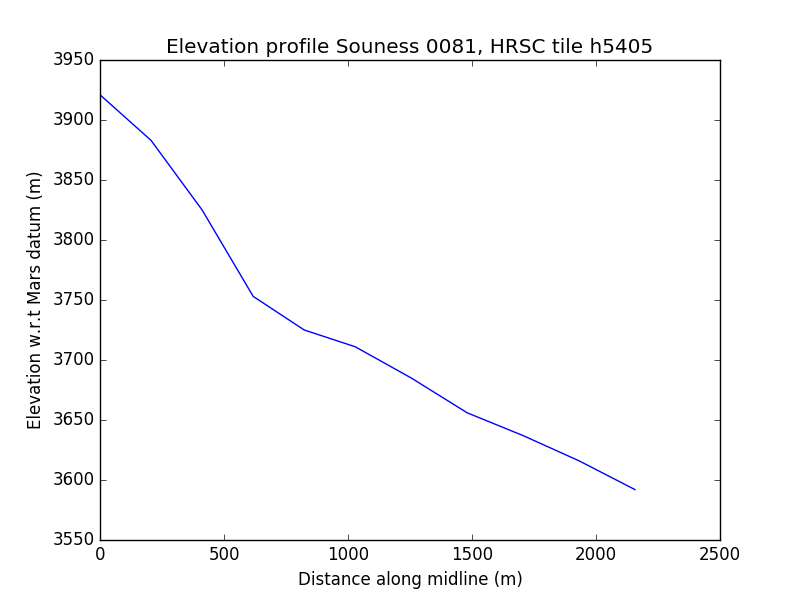 Elevation profile Souness 0081, HRSC tile h5405
3950
3900
3850
3800
3750
3700
3650
3600
3550
Elevation w.r.t Mars datum (m)
0 500 1000 1500 2000 2500
Distance along midline (m)